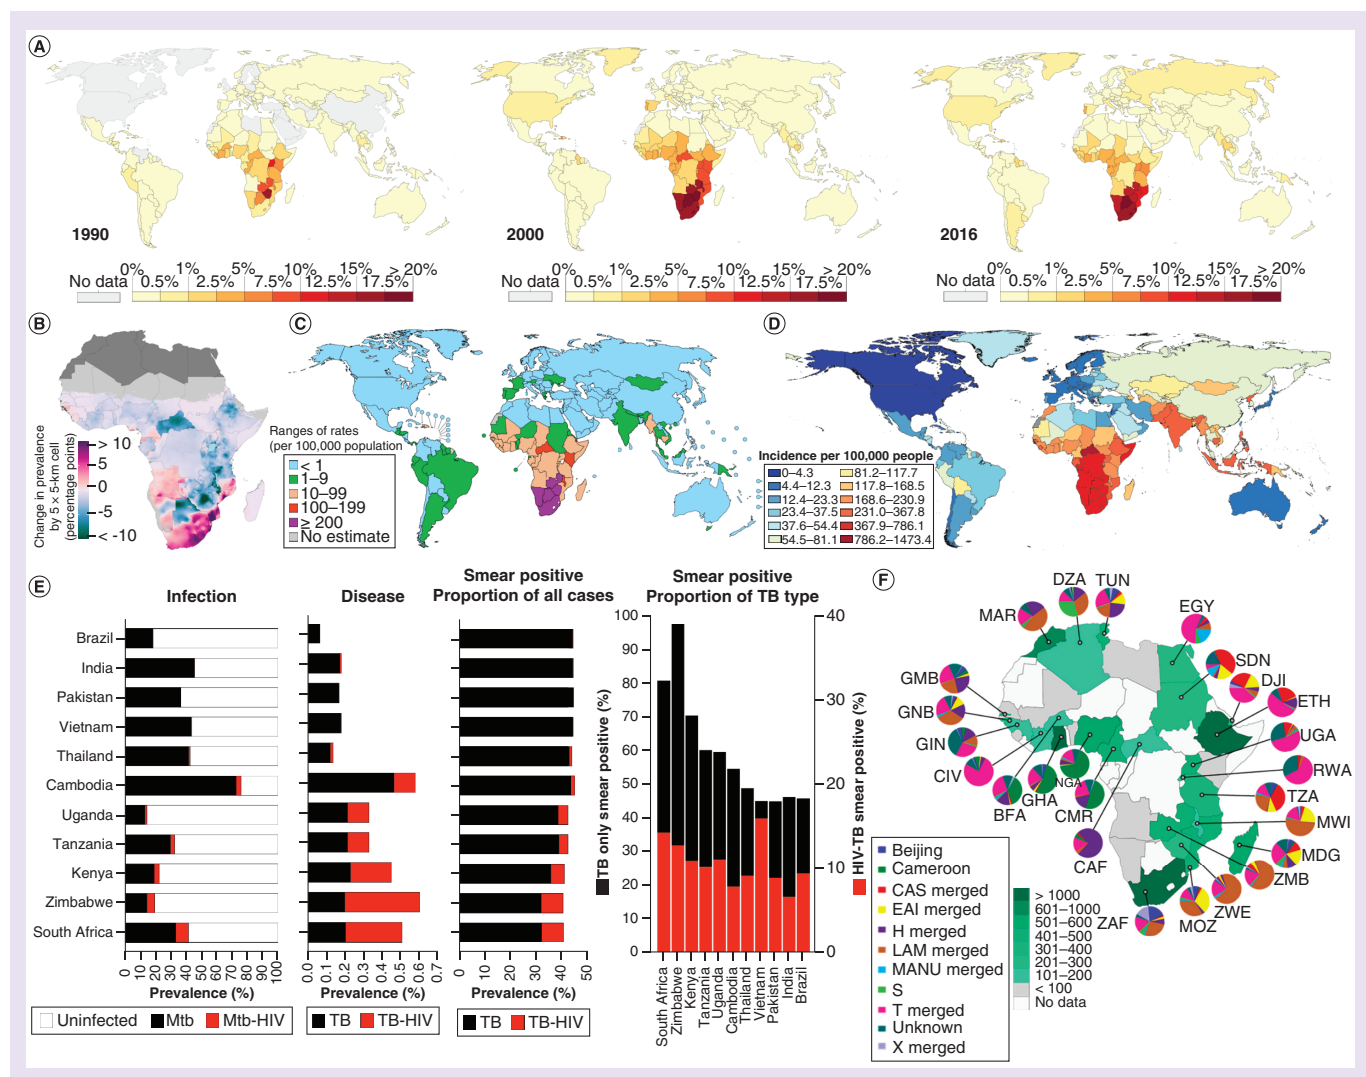 A
1990
No data
0% 1% 5% 10% 15% > 20%
0.5% 2.5% 7.5% 12.5% 17.5%
2000
No data
0% 1% 5% 10% 15% > 20%
0.5% 2.5% 7.5% 12.5% 17.5%
2016
No data
0% 1% 5% 10% 15% > 20%
0.5% 2.5% 7.5% 12.5% 17.5%
B
Change in prevalence
by 5 × 5-km cell
(percentage points)
> 10
5
0
−5
< -10
C
Ranges of rates
(per 100,000 population
< 1
1–9
10–99
100–199
≥ 200
No estimate
D
Incidence per 100,000 people
0–4.3
4.4–12.3
12.4–23.3
23.4–37.5
37.6–54.4
54.5–81.1
81.2–117.7
117.8–168.5
168.6–230.9
231.0–367.8
367.9–786.1
786.2–1473.4
E
Infection
Brazil
India
Pakistan
Vietnam
Thailand
Cambodia
Uganda
Tanzania
Kenya
Zimbabwe
South Africa
0 10 20 30 40 50 60 70 80 90 100
Prevalence (%)
Uninfected Mtb Mtb-HIV
Disease
0.0 0.1 0.2 0.3 0.4 0.5 0.6 0.7
Prevalence (%)
TB TB-HIV
Smear positive
Proportion of all cases
0 10 20 30 40 50
Prevalence (%)
TB TB-HIV
Smear positive
Proportion of TB type
TB only smear positive (%)
100
90
80
70
60
50
40
30
20
10
0
40
30
20
10
0
HIV-TB smear positive (%)
South Africa
Zimbabwe
Kenya
Tanzania
Uganda
Cambodia
Thailand
Vietnam
Pakistan
India
Brazil
F
DZA
TUN
MAR
EGY
SDN
DJI
ETH
GMB
GNB
GIN
CIV
BFA
GHA
NGA
CMR
CAF
UGA
RWA
TZA
MWI
MDG
ZMB
ZWE
MOZ
ZAF
Beijing
Cameroon
CAS merged
EAI merged
H merged
LAM merged
MANU merged
S
T merged
Unknown
X merged
> 1000
601–1000
501–600
401–500
301–400
201–300
101–200
< 100
No data